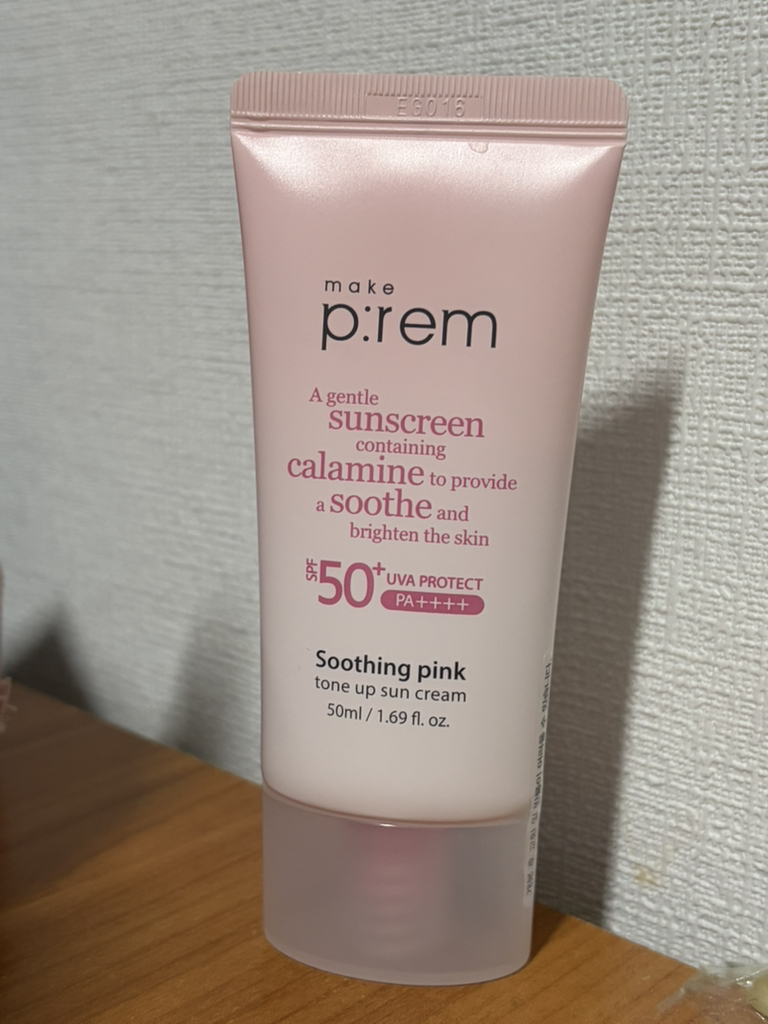 EG016
make
p:rem
A gentle
sunscreen
containing
calamine to provide
a soothe and
brighten the skin
SPF 50+ UVA PROTECT
PA++++
Soothing pink
tone up sun cream
50ml / 1.69 fl. oz.